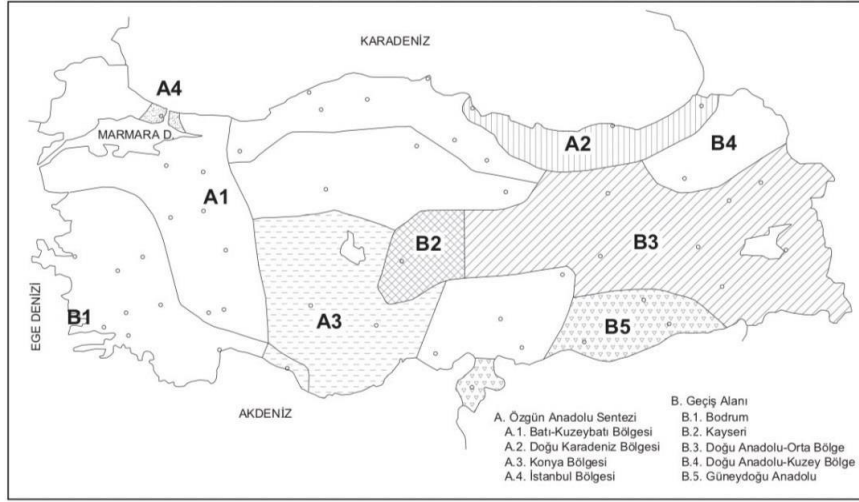 KARADENİZ
A4
MARMARA D.
A2
B4
A1
B2
B3
EGE DENİZİ
B1
A3
B5
AKDENİZ
A. Özgün Anadolu Sentezi
A.1. Batı-Kuzeybatı Bölgesi
A.2. Doğu Karadeniz Bölgesi
A.3. Konya Bölgesi
A.4. İstanbul Bölgesi
B. Geçiş Alanı
B.1. Bodrum
B.2. Kayseri
B.3. Doğu Anadolu-Orta Bölge
B.4. Doğu Anadolu-Kuzey Bölge
B.5. Güneydoğu Anadolu